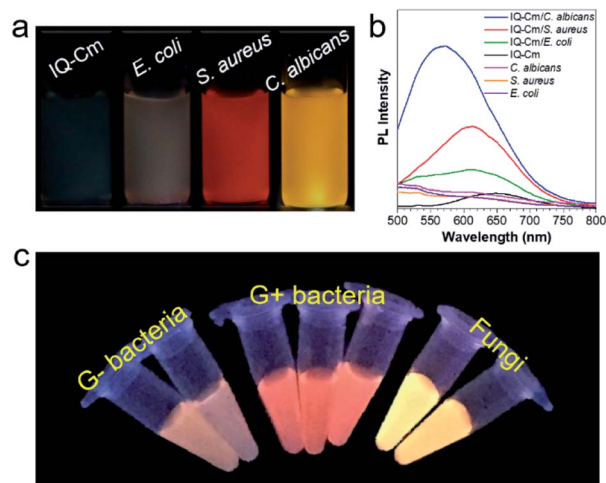 a
IQ-Cm
E. coli
S. aureus
C. albicans
b
IQ-Cm/C. albicans
IQ-Cm/S. aureus
IQ-Cm/E. coli
IQ-Cm
C. albicans
S. aureus
E. coli
PL Intensity
500 550 600 650 700 750 800
Wavelength (nm)
c
G- bacteria
G+ bacteria
Fungi